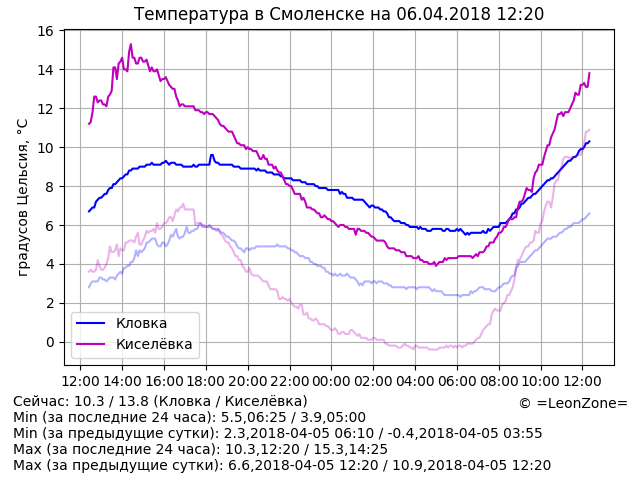 Температура в Смоленске на 06.04.2018 12:20
16
14
12
10
8
6
4
2
0
градусов Цельсия, °C
Кловка
Киселёвка
12:00 14:00 16:00 18:00 20:00 22:00 00:00 02:00 04:00 06:00 08:00 10:00 12:00
Сейчас: 10.3 / 13.8 (Кловка / Киселёвка)
© =LeonZone=
Min (за последние 24 часа): 5.5,06:25 / 3.9,05:00
Min (за предыдущие сутки): 2.3,2018-04-05 06:10 / -0.4,2018-04-05 03:55
Max (за последние 24 часа): 10.3,12:20 / 15.3,14:25
Max (за предыдущие сутки): 6.6,2018-04-05 12:20 / 10.9,2018-04-05 12:20